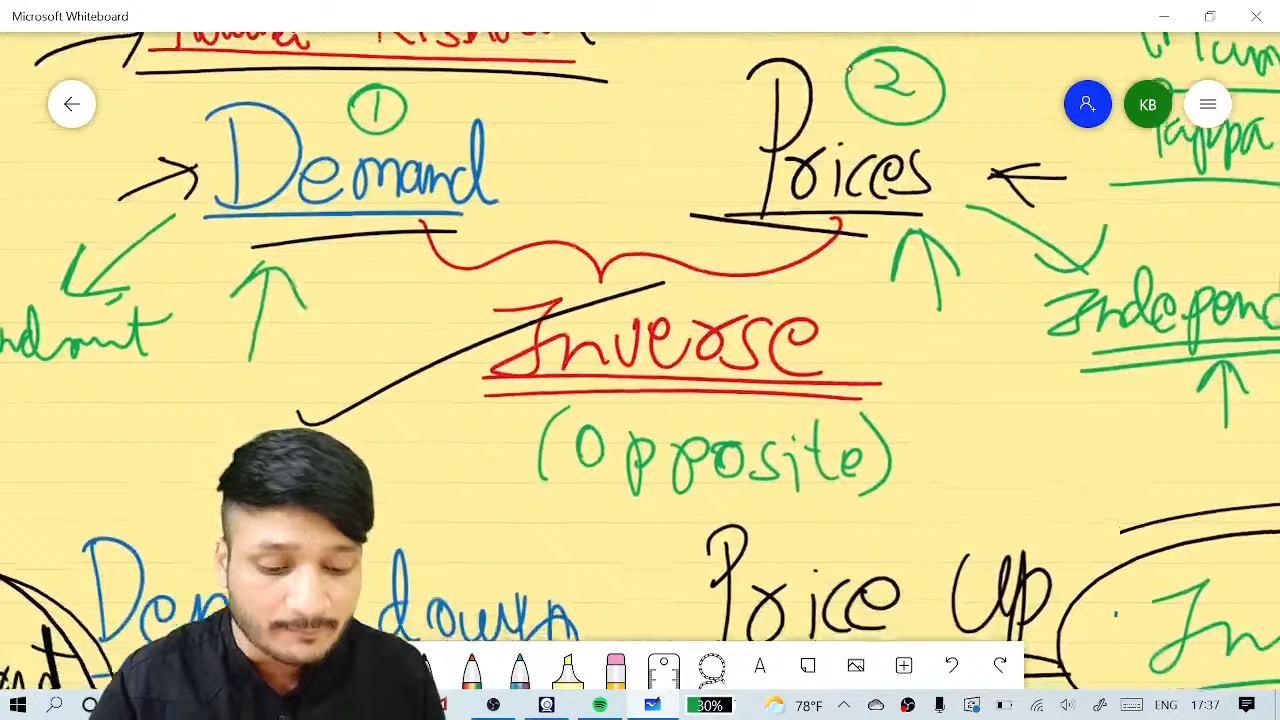 Microsoft Whiteboard
① ②
Demand Prices
KB
Inverse
(Opposite)
down Price Up
A
30% 78°F ENG 17:37